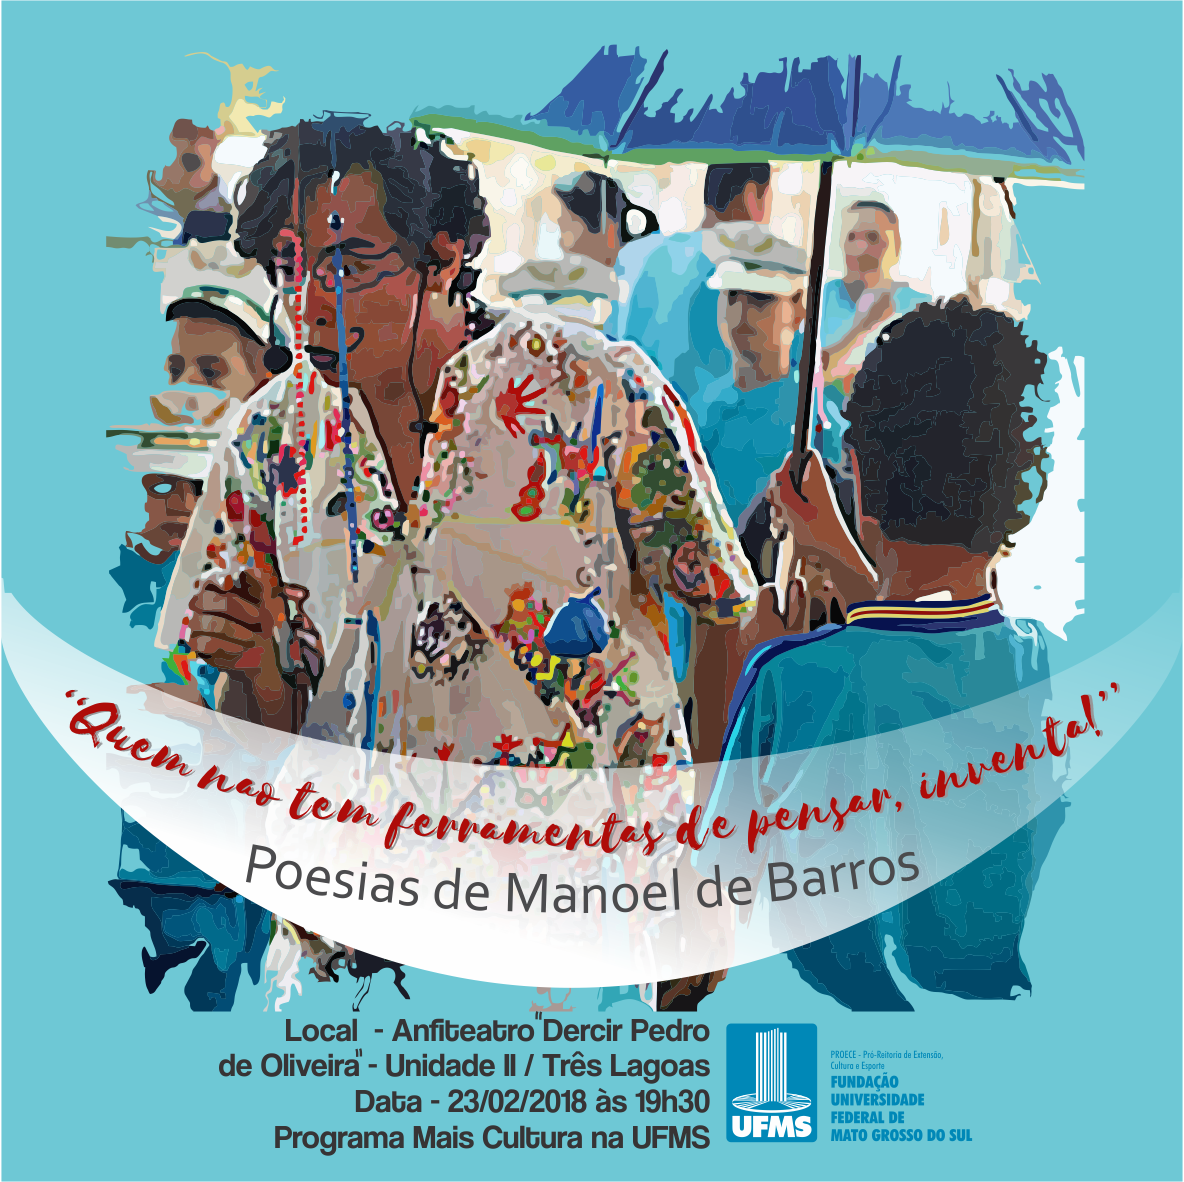 “Quem nao tem ferramentas de pensar, inventa!”
Poesias de Manoel de Barros
Local - Anfiteatro "Dercir Pedro
de Oliveira" - Unidade II / Três Lagoas
Data - 23/02/2018 às 19h30
Programa Mais Cultura na UFMS
UFMS
PROECE - Pró-Reitoria de Extensão,
Cultura e Esporte
FUNDAÇÃO
UNIVERSIDADE
FEDERAL DE
MATO GROSSO DO SUL